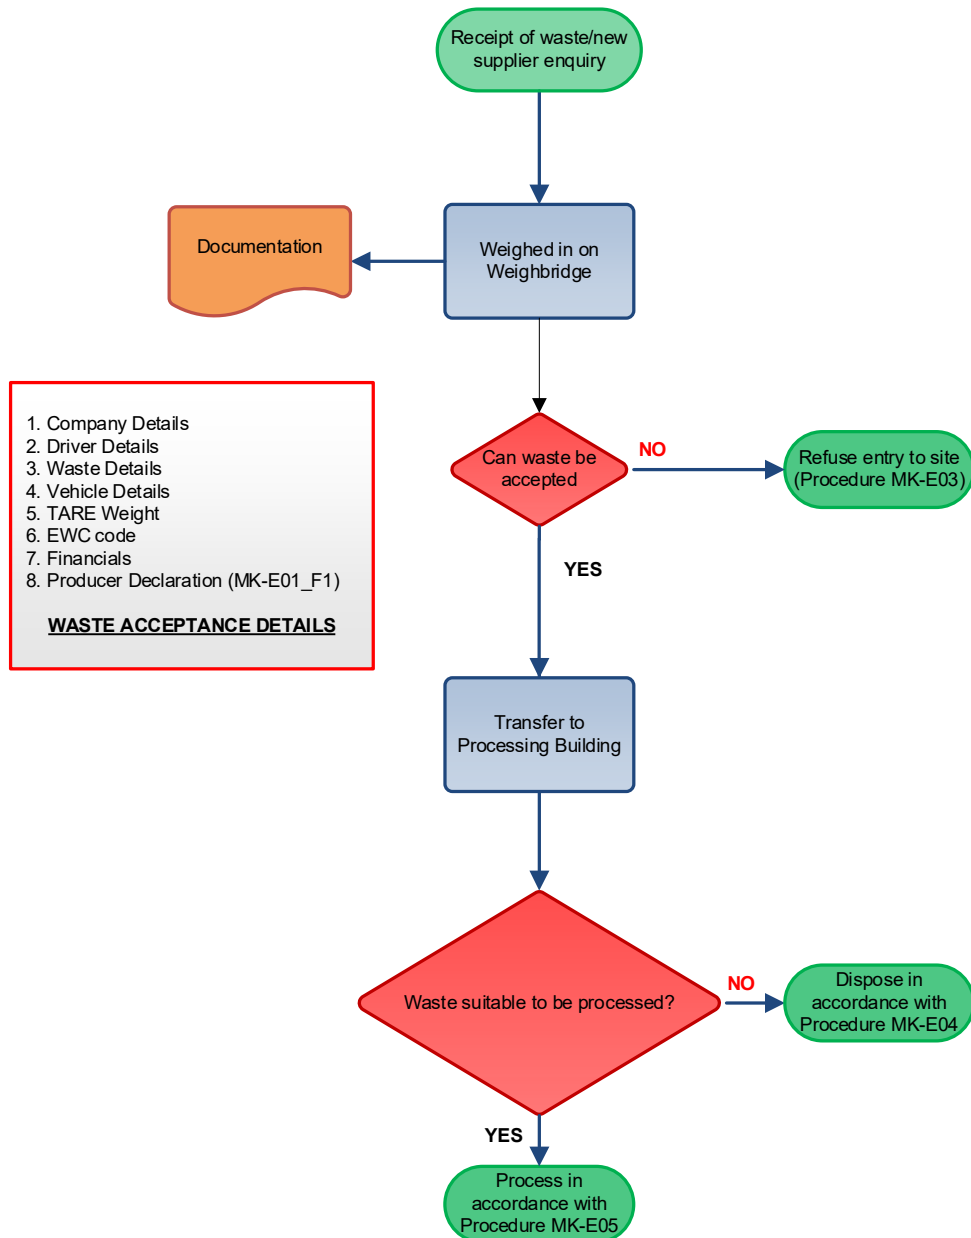 Receipt of waste/new
supplier enquiry
Documentation
Weighed in on
Weighbridge
1. Company Details
2. Driver Details
3. Waste Details
4. Vehicle Details
5. TARE Weight
6. EWC code
7. Financials
8. Producer Declaration (MK-E01_F1)
WASTE ACCEPTANCE DETAILS
Can waste be
accepted
NO
Refuse entry to site
(Procedure MK-E03)
YES
Transfer to
Processing Building
Waste suitable to be processed?
NO
Dispose in
accordance with
Procedure MK-E04
YES
Process in
accordance with
Procedure MK-E05